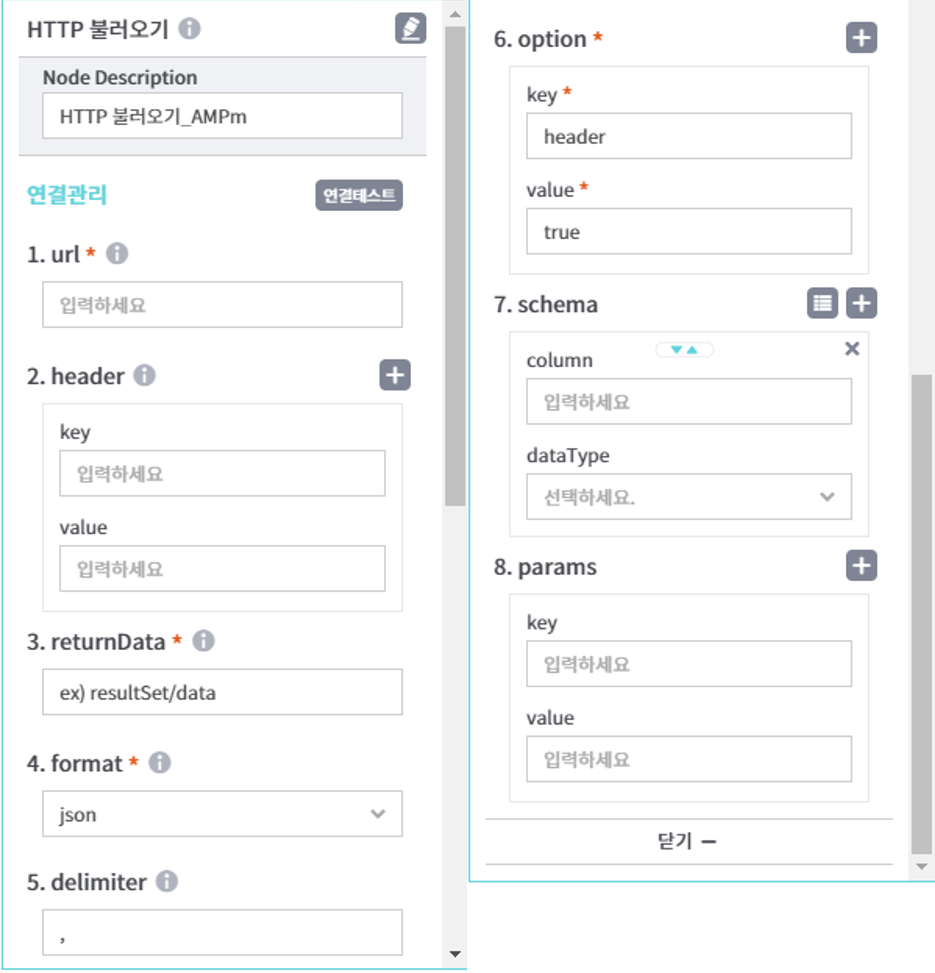 HTTP 불러오기
Node Description
HTTP 불러오기_AMPm
연결관리
연결테스트
1. url *
입력하세요
2. header
key
입력하세요
value
입력하세요
3. returnData *
ex) resultSet/data
4. format *
json
5. delimiter
,
6. option *
key *
header
value *
true
7. schema
column
입력하세요
dataType
선택하세요.
8. params
key
입력하세요
value
입력하세요
닫기 –